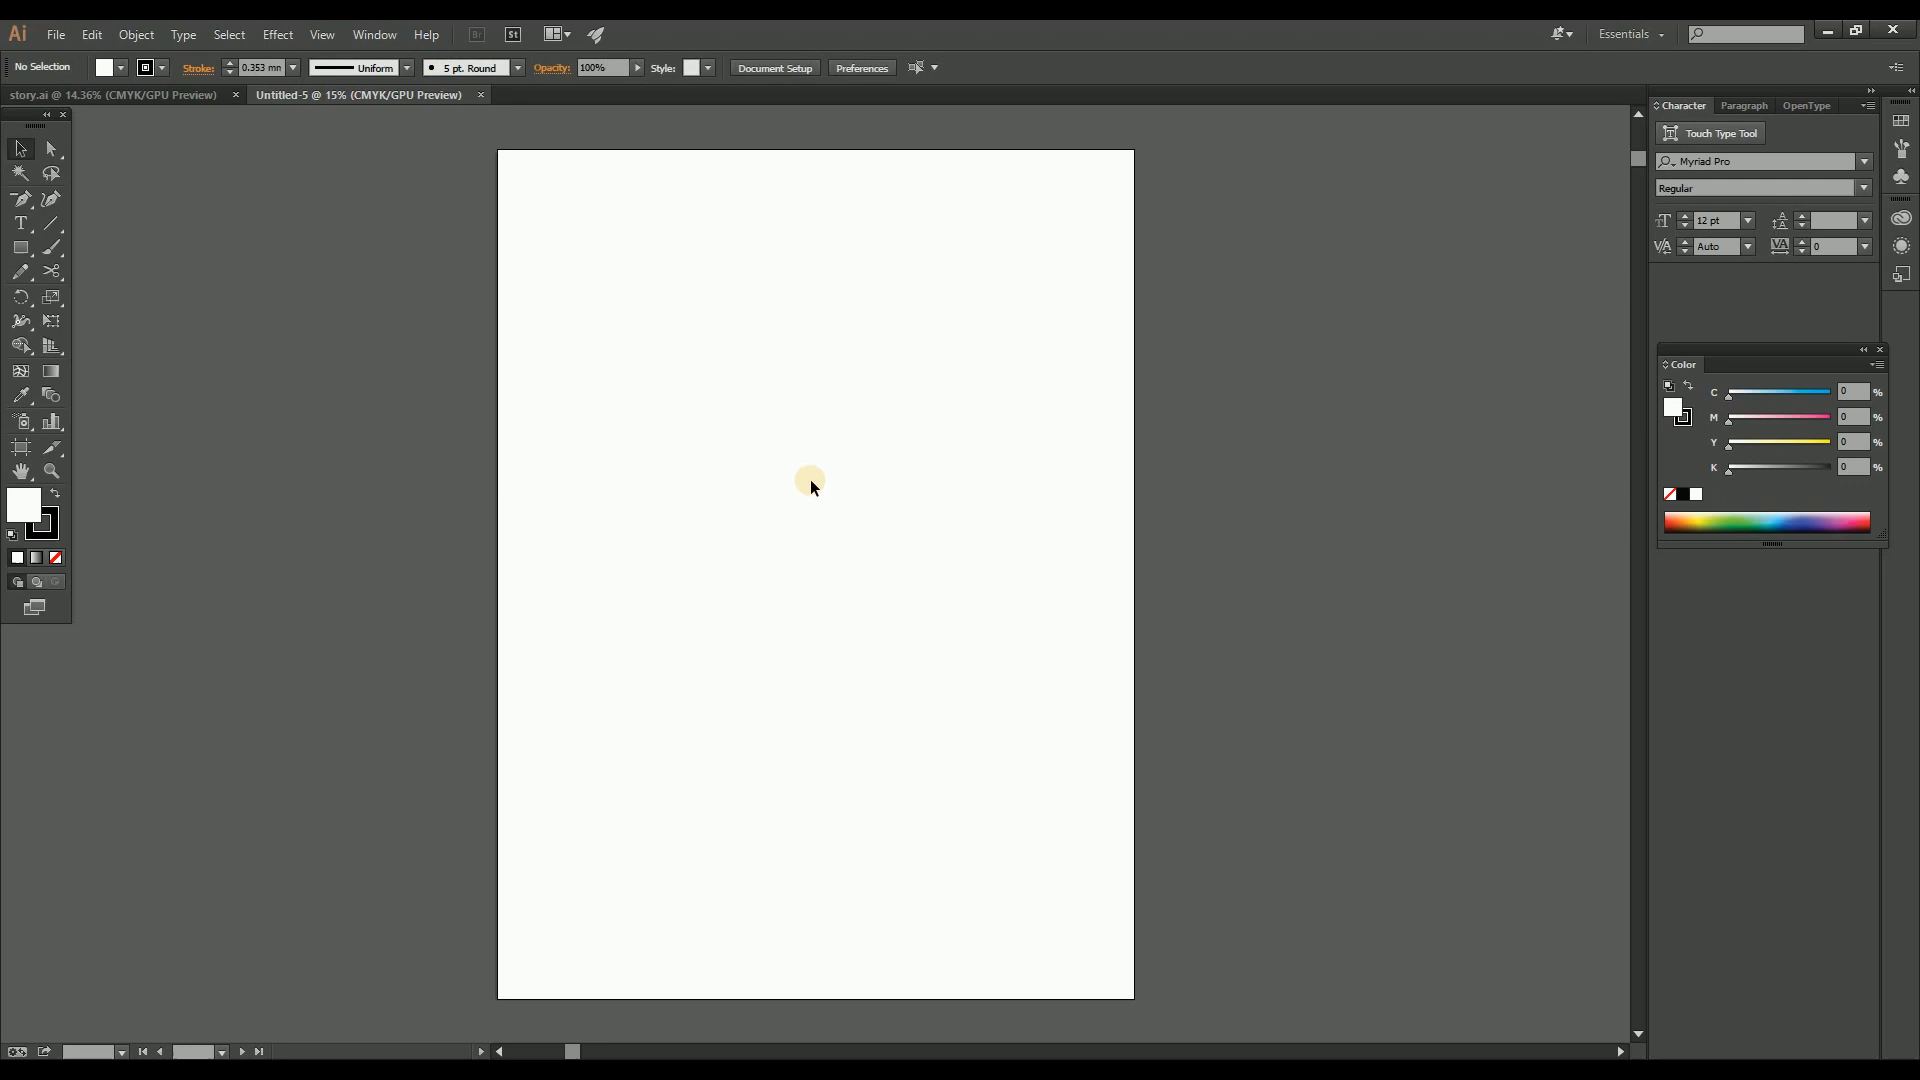 Ai File Edit Object Type Select Effect View Window Help Br St Essentials
No Selection Stroke: 0.353 mn Uniform 5 pt. Round Opacity: 100% Style: Document Setup Preferences
story.ai @ 14.36% (CMYK/GPU Preview) × Untitled-5 @ 15% (CMYK/GPU Preview) ×
Character Paragraph OpenType
Touch Type Tool
Myriad Pro
Regular
12 pt
Auto 0
Color
C 0 %
M 0 %
Y 0 %
K 0 %